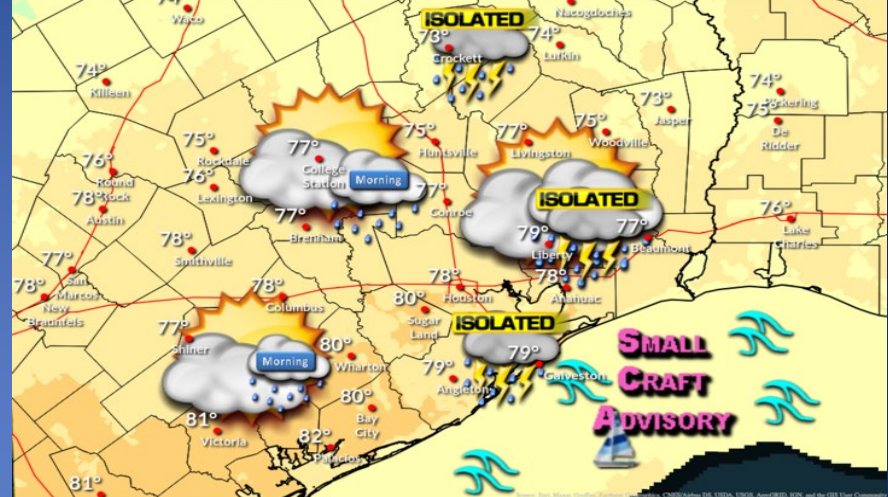 74°
Waco
ISOLATED
Nacogdoches
73°
Crockett
74°
Lufkin
74°
Killeen
74°
Pickering
75°
De
Ridder
73°
Jasper
75°
Woodville
77°
Livingston
75°
Huntsville
75°
Rockdale
77°
College
Station
Morning
76°
Round
Rock
76°
Lexington
78°
Austin
77°
Conroe
ISOLATED
77°
Brenham
79°
Liberty
77°
Beaumont
76°
Lake
Charles
78°
Smithville
77°
San
Marcos
78°
New
Braunfels
78°
Columbus
78°
Houston
78°
Anahuac
80°
Sugar
Land
ISOLATED
77°
Shiner
Morning
80°
Wharton
79°
Angleton
79°
Galveston
SMALL
CRAFT
ADVISORY
80°
Bay
City
81°
Victoria
82°
Palacios
81°